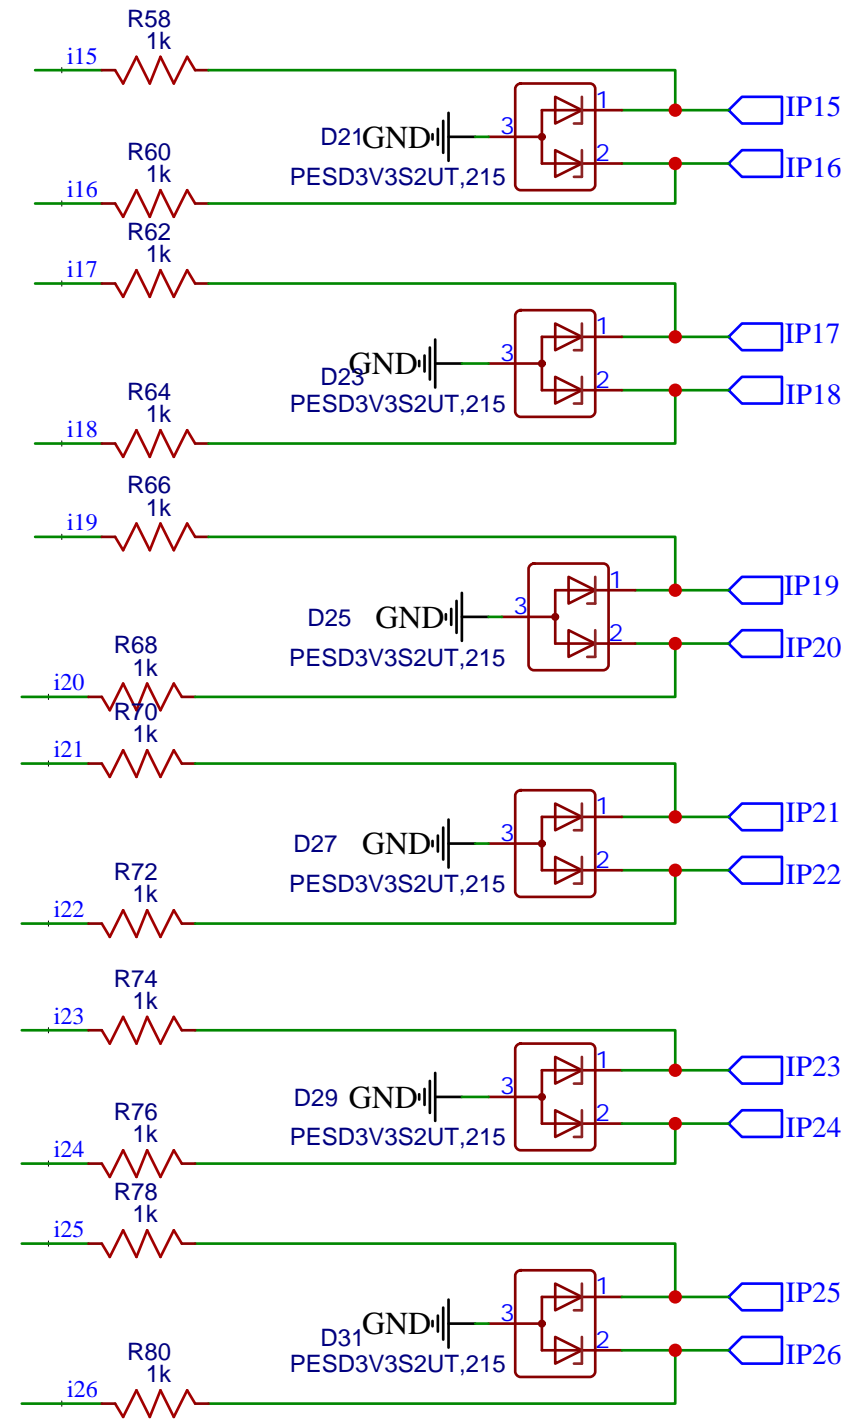 R58
1k
i15
1
IP15
D21 GND 3
R60
1k
2
IP16
PESD3V3S2UT,215
i16
R62
1k
i17
1
IP17
GND 3
D23
2
IP18
PESD3V3S2UT,215
R64
1k
i18
R66
1k
i19
1
IP19
D25 GND 3
2
IP20
PESD3V3S2UT,215
R68
1k
i20
R70
1k
i21
1
IP21
D27 GND 3
2
IP22
PESD3V3S2UT,215
R72
1k
i22
R74
1k
i23
1
IP23
D29 GND 3
2
IP24
PESD3V3S2UT,215
R76
1k
i24
R78
1k
i25
1
IP25
D31 GND 3
2
IP26
PESD3V3S2UT,215
R80
1k
i26